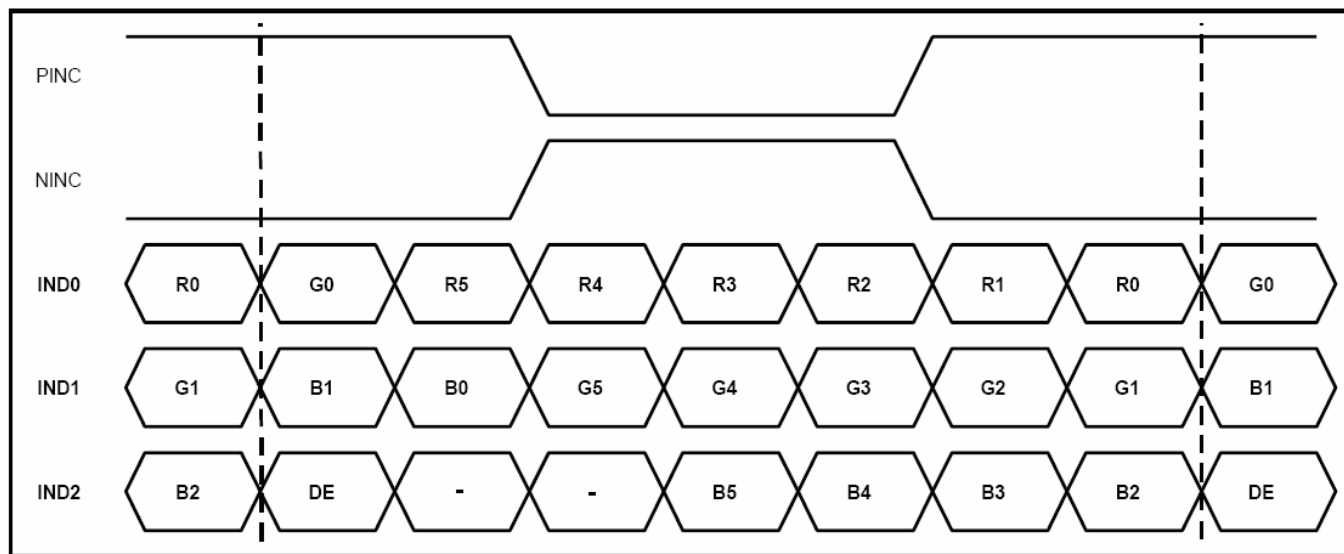 PINC
NINC
IND0 R0 G0 R5 R4 R3 R2 R1 R0 G0
IND1 G1 B1 B0 G5 G4 G3 G2 G1 B1
IND2 B2 DE - - B5 B4 B3 B2 DE